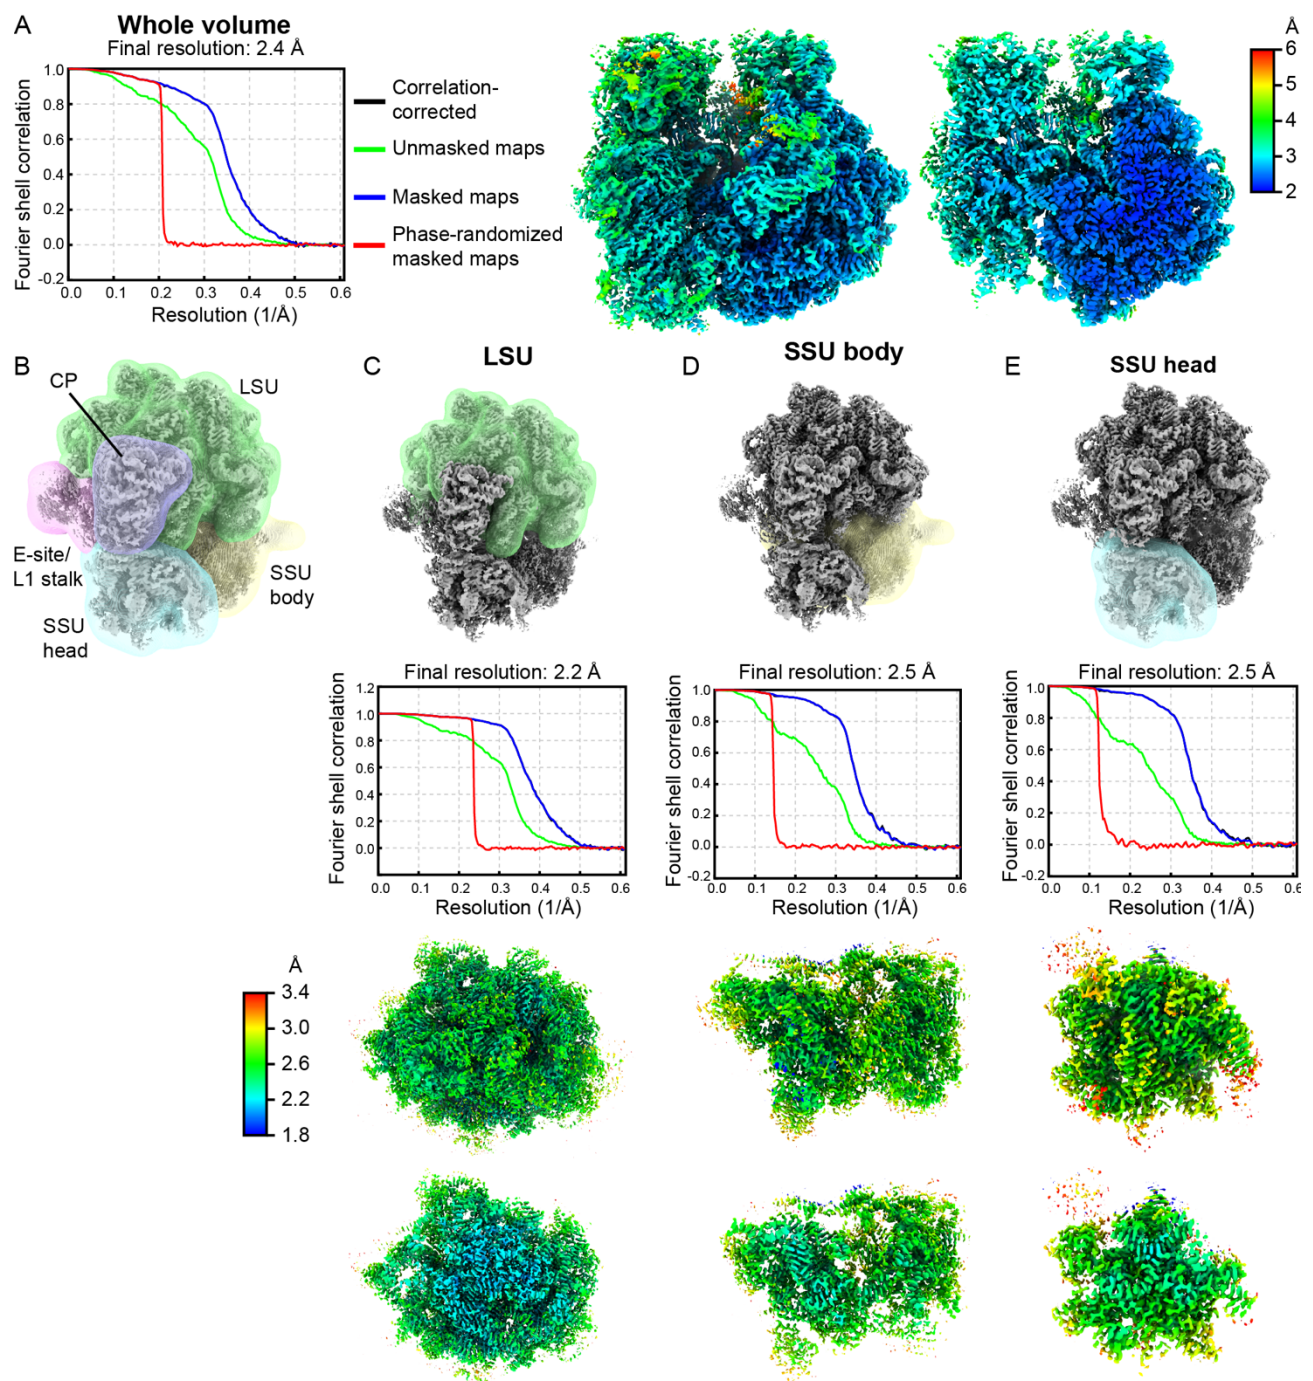 A
Whole volume
Final resolution: 2.4 Å
Fourier shell correlation
1.0
0.8
0.6
0.4
0.2
0.0
-0.2
0.0 0.1 0.2 0.3 0.4 0.5 0.6
Resolution (1/Å)
Correlation-
corrected
Unmasked maps
Masked maps
Phase-randomized
masked maps
Å
6
5
4
3
2
B
CP
LSU
E-site/
L1 stalk
SSU
body
SSU
head
C
LSU
D
SSU body
E
SSU head
Final resolution: 2.2 Å
Fourier shell correlation
1.2
1.0
0.8
0.6
0.4
0.2
0.0
0.0 0.1 0.2 0.3 0.4 0.5 0.6
Resolution (1/Å)
Final resolution: 2.5 Å
Fourier shell correlation
1.0
0.8
0.6
0.4
0.2
0.0
-0.2
0.0 0.1 0.2 0.3 0.4 0.5 0.6
Resolution (1/Å)
Final resolution: 2.5 Å
Fourier shell correlation
1.0
0.8
0.6
0.4
0.2
0.0
-0.2
0.0 0.1 0.2 0.3 0.4 0.5 0.6
Resolution (1/Å)
Å
3.4
3.0
2.6
2.2
1.8